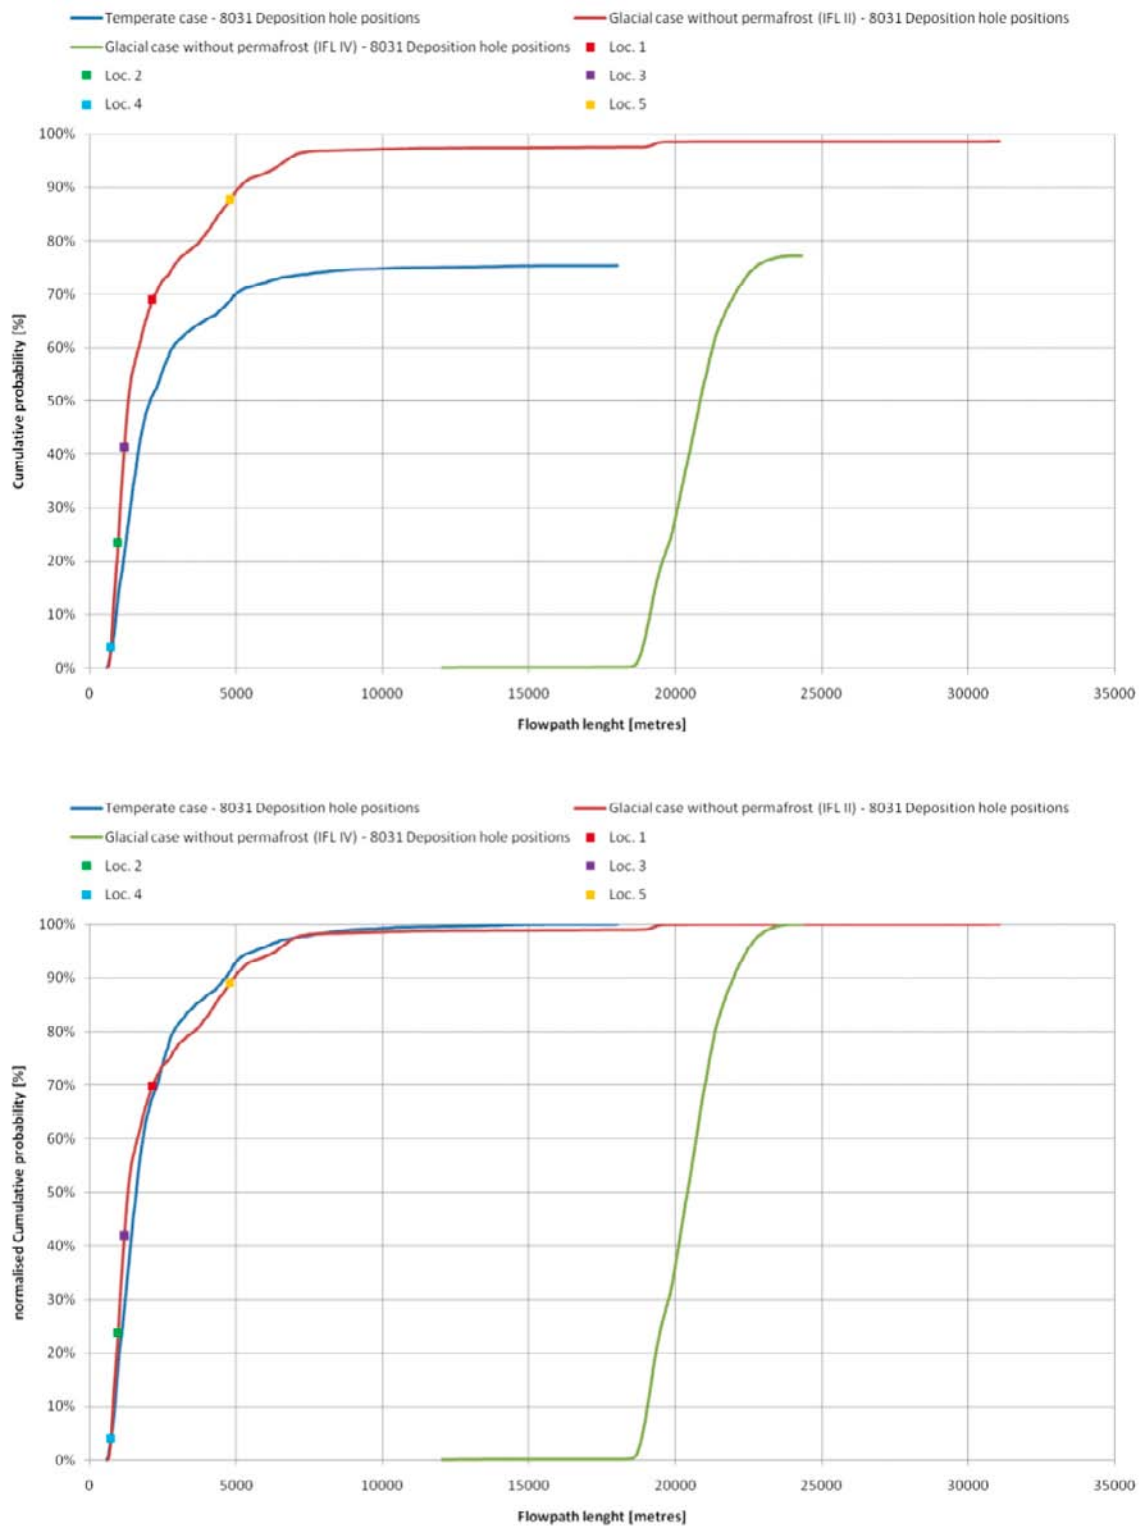 Temperate case - 8031 Deposition hole positions
Glacial case without permafrost (IFL II) - 8031 Deposition hole positions
Glacial case without permafrost (IFL IV) - 8031 Deposition hole positions
Loc. 1
Loc. 2
Loc. 3
Loc. 4
Loc. 5
Cumulative probability [%]
100%
90%
80%
70%
60%
50%
40%
30%
20%
10%
0%
0 5000 10000 15000 20000 25000 30000 35000
Flowpath lenght [metres]
Temperate case - 8031 Deposition hole positions
Glacial case without permafrost (IFL II) - 8031 Deposition hole positions
Glacial case without permafrost (IFL IV) - 8031 Deposition hole positions
Loc. 1
Loc. 2
Loc. 3
Loc. 4
Loc. 5
normalised Cumulative probability [%]
100%
90%
80%
70%
60%
50%
40%
30%
20%
10%
0%
0 5000 10000 15000 20000 25000 30000 35000
Flowpath lenght [metres]